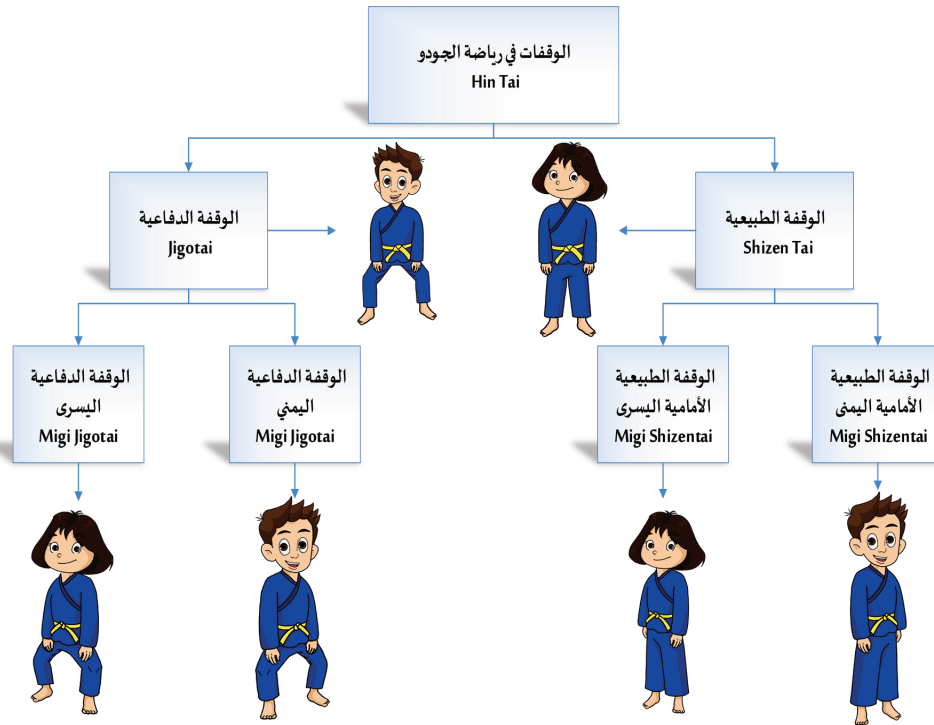 الوقفات في رياضة الجودو
Hin Tai
الوقفة الطبيعية
Shizen Tai
الوقفة الدفاعية
Jigotai
الوقفة الطبيعية
الأمامية اليمنى
Migi Shizentai
الوقفة الطبيعية
الأمامية اليسرى
Migi Shizentai
الوقفة الدفاعية
اليمني
Migi Jigotai
الوقفة الدفاعية
اليسرى
Migi Jigotai